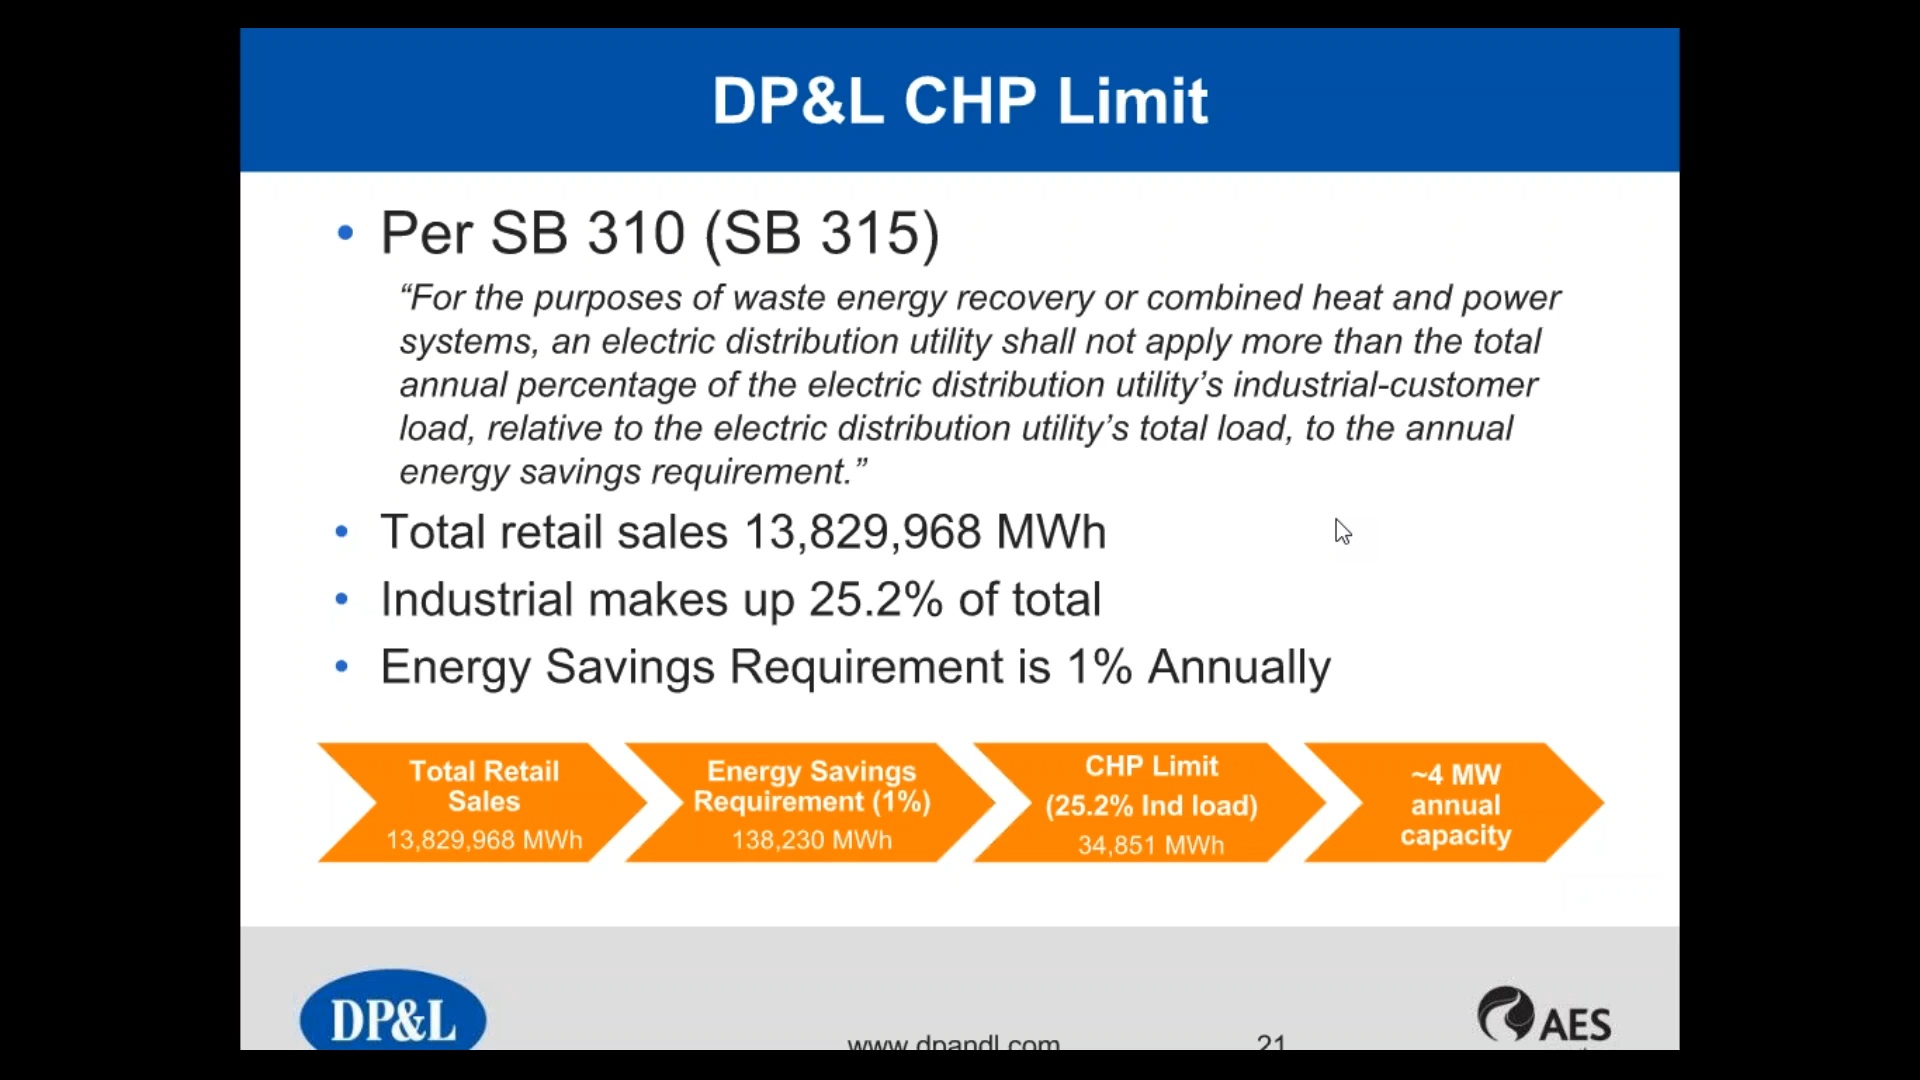 DP&L CHP Limit
• Per SB 310 (SB 315)
“For the purposes of waste energy recovery or combined heat and power
systems, an electric distribution utility shall not apply more than the total
annual percentage of the electric distribution utility’s industrial-customer
load, relative to the electric distribution utility’s total load, to the annual
energy savings requirement.”
• Total retail sales 13,829,968 MWh
• Industrial makes up 25.2% of total
• Energy Savings Requirement is 1% Annually
Total Retail
Sales
13,829,968 MWh
Energy Savings
Requirement (1%)
138,230 MWh
CHP Limit
(25.2% Ind load)
34,851 MWh
~4 MW
annual
capacity
DP&L
www.dpandl.com
21
AES